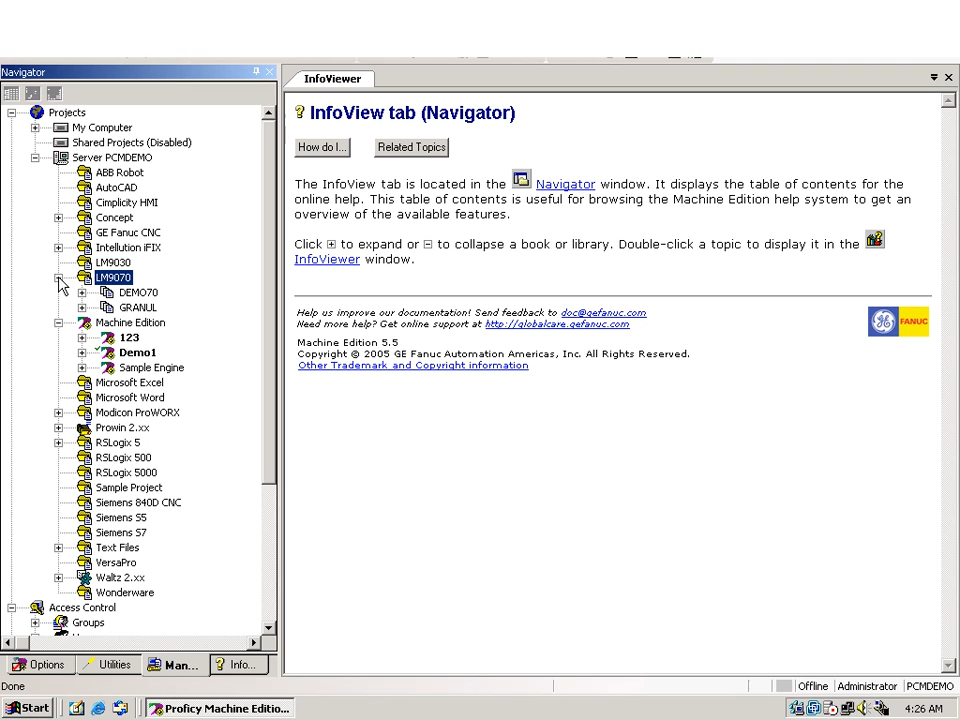 Navigator
Projects
My Computer
Shared Projects (Disabled)
Server PCMDEMO
ABB Robot
AutoCAD
Cimplicity HMI
Concept
GE Fanuc CNC
Intellution iFIX
LM9030
LM9070
DEMO70
GRANUL
Machine Edition
123
Demo1
Sample Engine
Microsoft Excel
Microsoft Word
Modicon ProWORX
Prowin 2.xx
RSLogix 5
RSLogix 500
RSLogix 5000
Sample Project
Siemens 840D CNC
Siemens S5
Siemens S7
Text Files
VersaPro
Waltz 2.xx
Wonderware
Access Control
Groups
Options Utilities Man... Info...
InfoViewer
? InfoView tab (Navigator)
How do I... Related Topics
The InfoView tab is located in the Navigator window. It displays the table of contents for the
online help. This table of contents is useful for browsing the Machine Edition help system to get an
overview of the available features.
Click to expand or to collapse a book or library. Double-click a topic to display it in the
InfoViewer window.
Help us improve our documentation! Send feedback to doc@gefanuc.com
Need more help? Get online support at http://globalcare.gefanuc.com
GE FANUC
Machine Edition 5.5
Copyright © 2005 GE Fanuc Automation Americas, Inc. All Rights Reserved.
Other Trademark and Copyright information
Done Offline Administrator PCMDEMO
Start Proficy Machine Editio... 4:26 AM